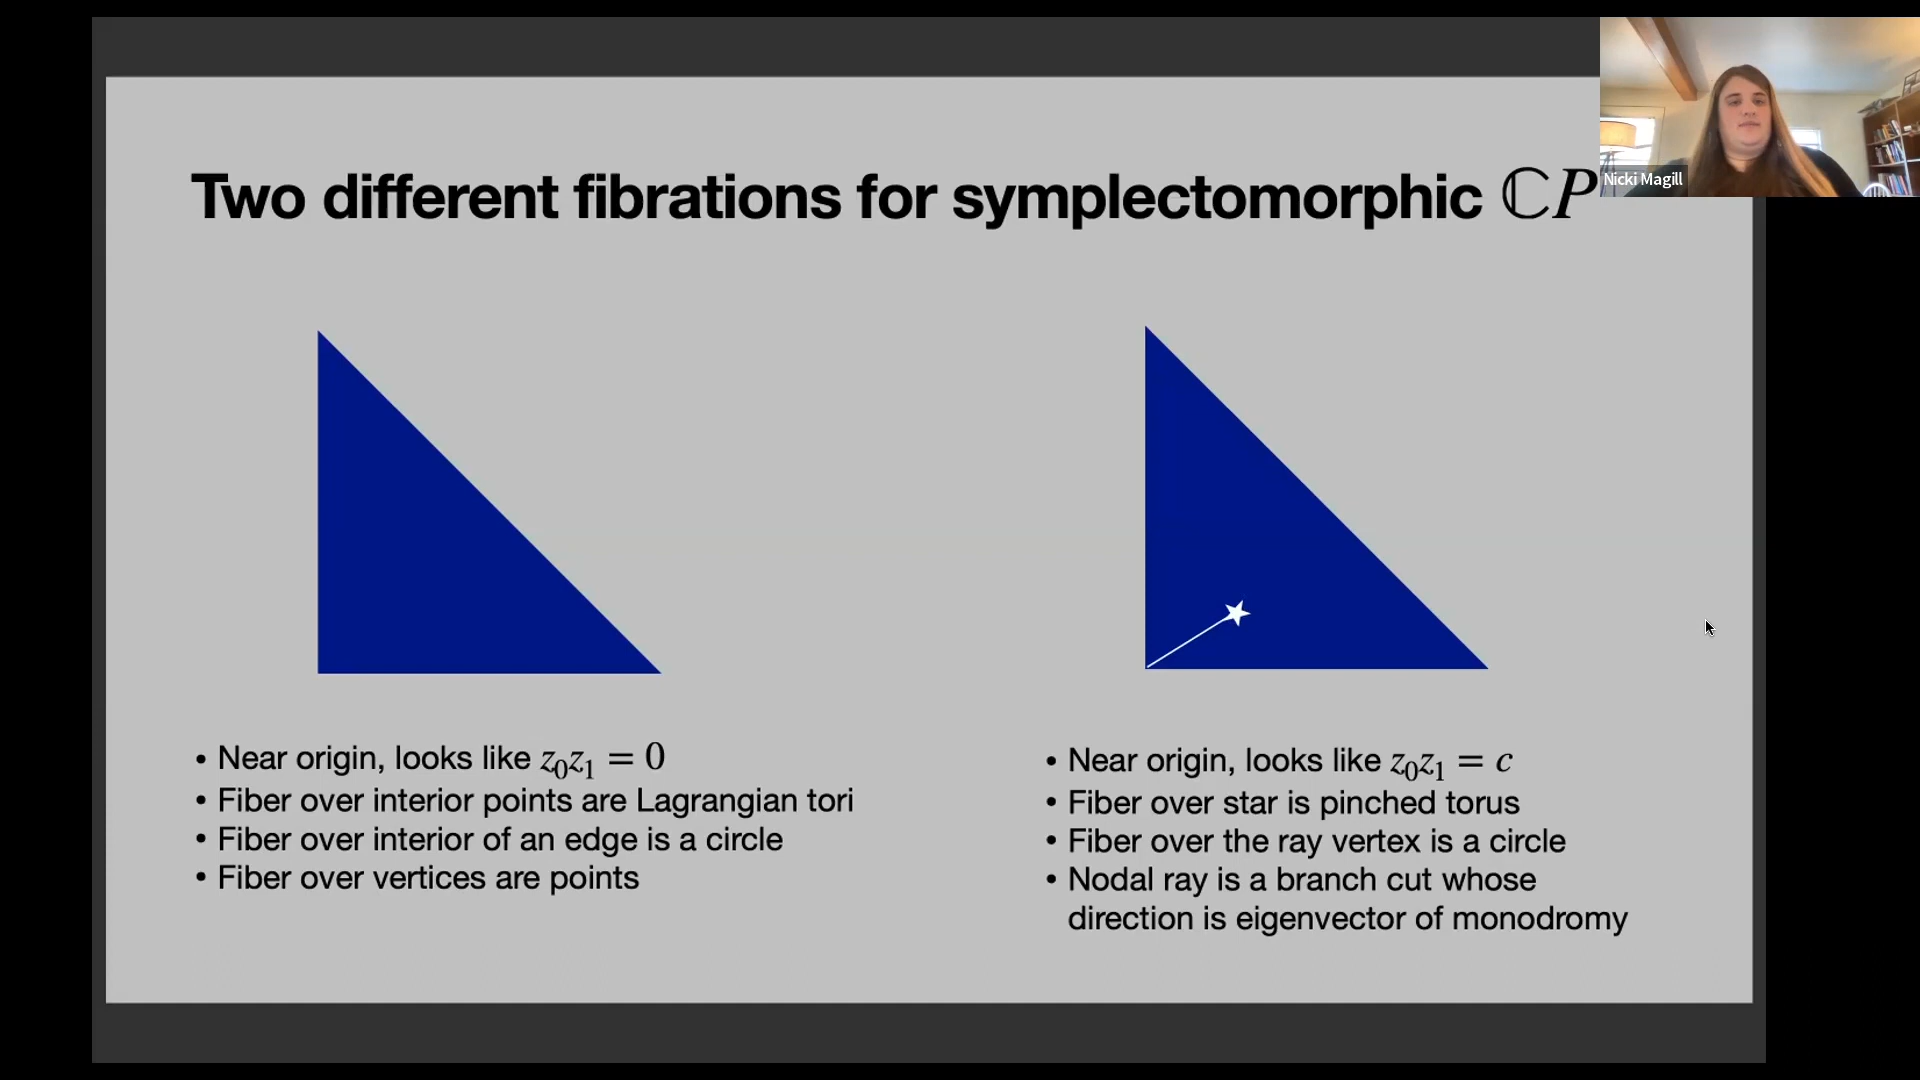 Two different fibrations for symplectomorphic ℂP
Nicki Magill
• Near origin, looks like z₀z₁ = 0
• Fiber over interior points are Lagrangian tori
• Fiber over interior of an edge is a circle
• Fiber over vertices are points
• Near origin, looks like z₀z₁ = c
• Fiber over star is pinched torus
• Fiber over the ray vertex is a circle
• Nodal ray is a branch cut whose
direction is eigenvector of monodromy